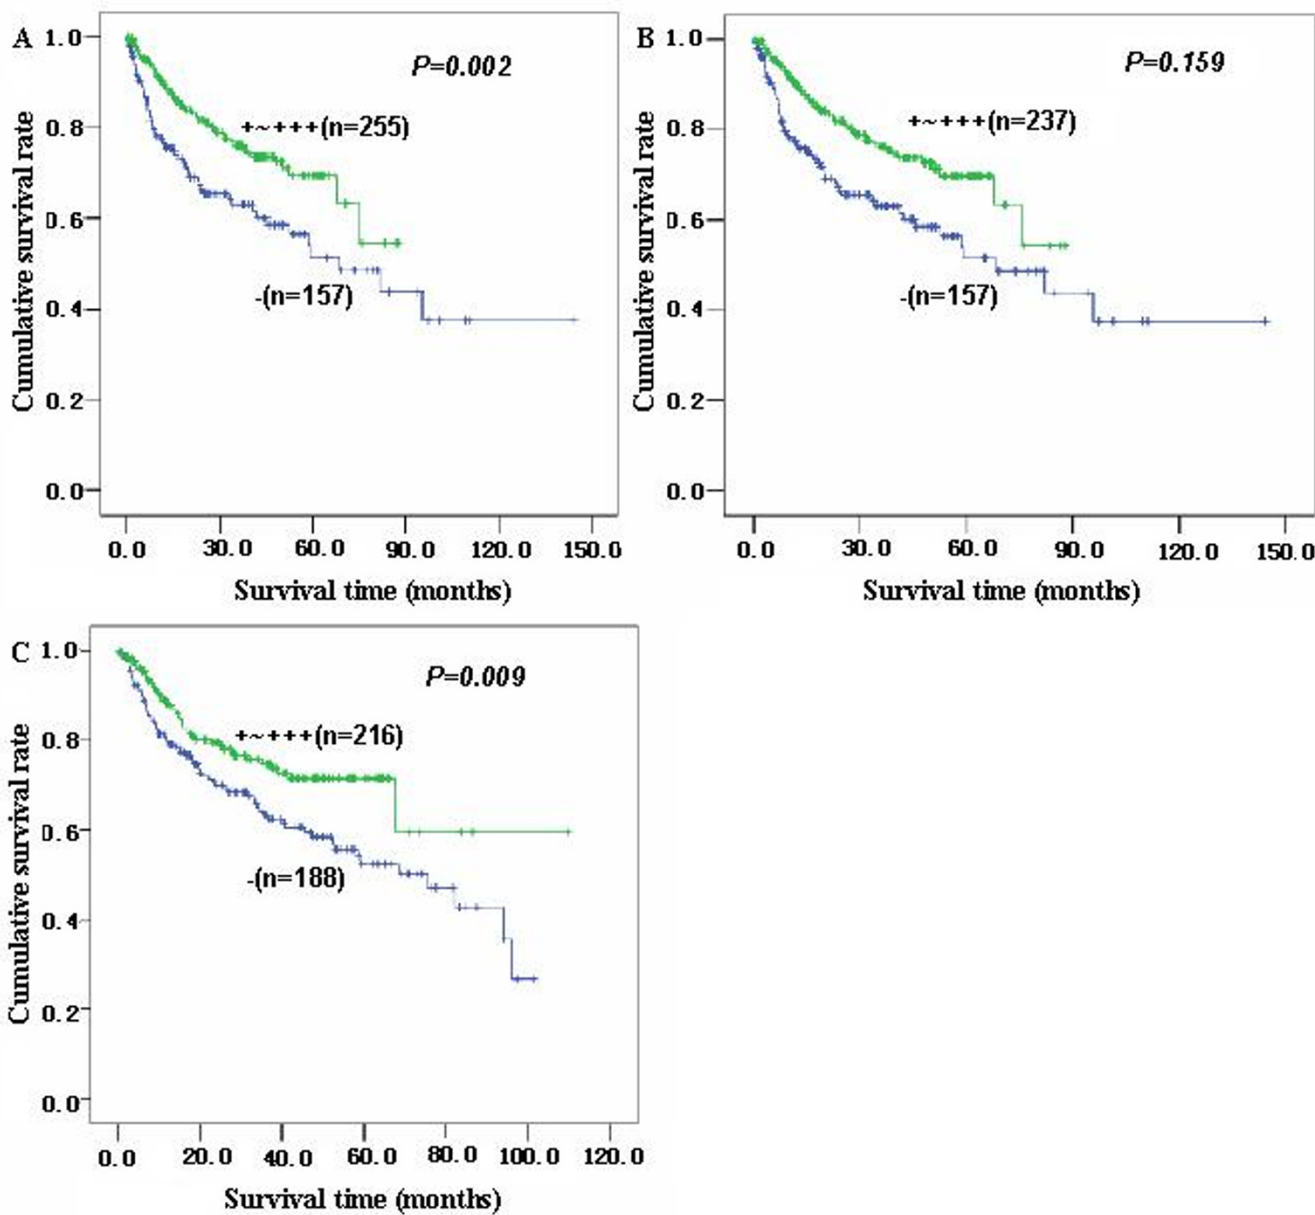 A
P=0.002
Cumulative survival rate
1.0
0.8
0.6
0.4
0.2
0.0
+~+++(n=255)
-(n=157)
0.0 30.0 60.0 90.0 120.0 150.0
Survival time (months)
B
P=0.159
Cumulative survival rate
1.0
0.8
0.6
0.4
0.2
0.0
+~+++(n=237)
-(n=157)
0.0 30.0 60.0 90.0 120.0 150.0
Survival time (months)
C
P=0.009
Cumulative survival rate
1.0
0.8
0.6
0.4
0.2
0.0
+~+++(n=216)
-(n=188)
0.0 20.0 40.0 60.0 80.0 100.0 120.0
Survival time (months)